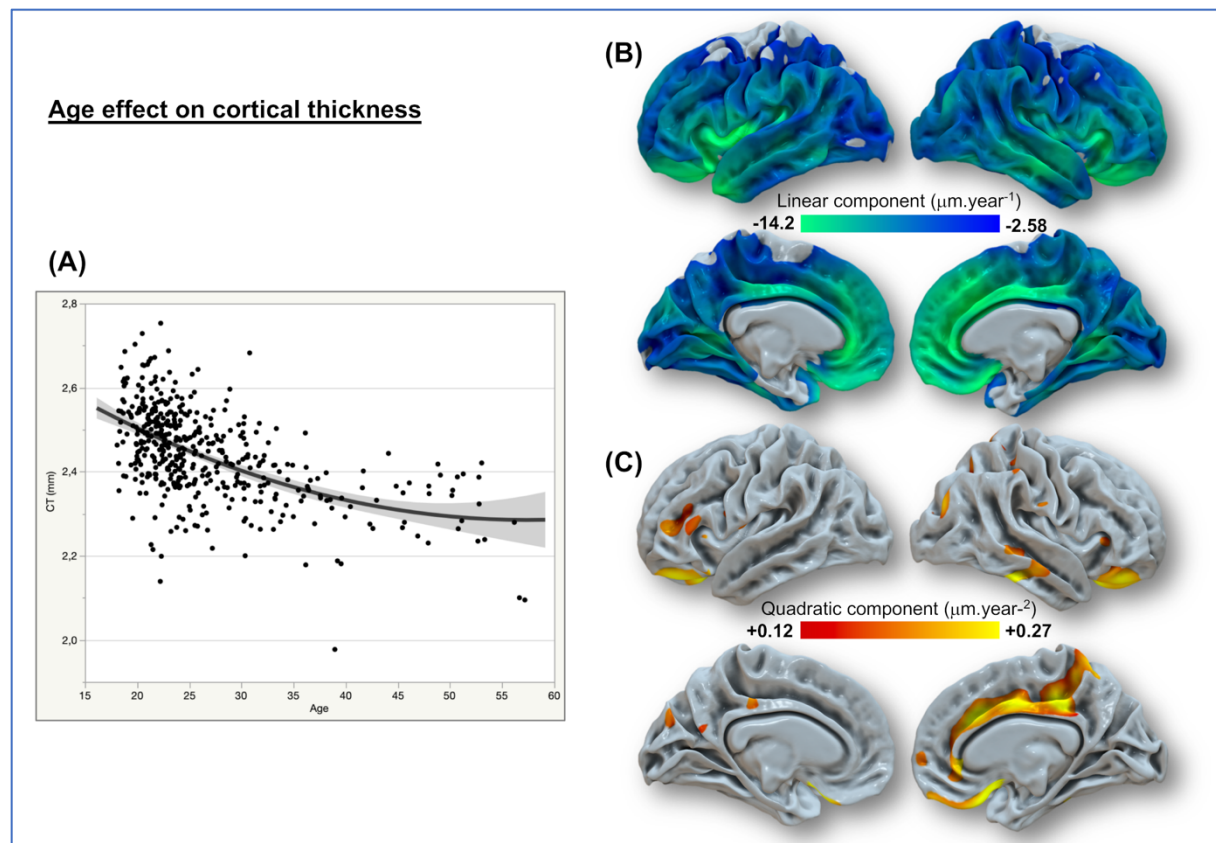 Age effect on cortical thickness
(A)
2,8
2,6
2,4
2,2
2,0
CT (mm)
15 20 25 30 35 40 45 50 55 60
Age
(B)
Linear component (μm.year⁻¹)
-14.2 -2.58
(C)
Quadratic component (μm.year-²)
+0.12 +0.27